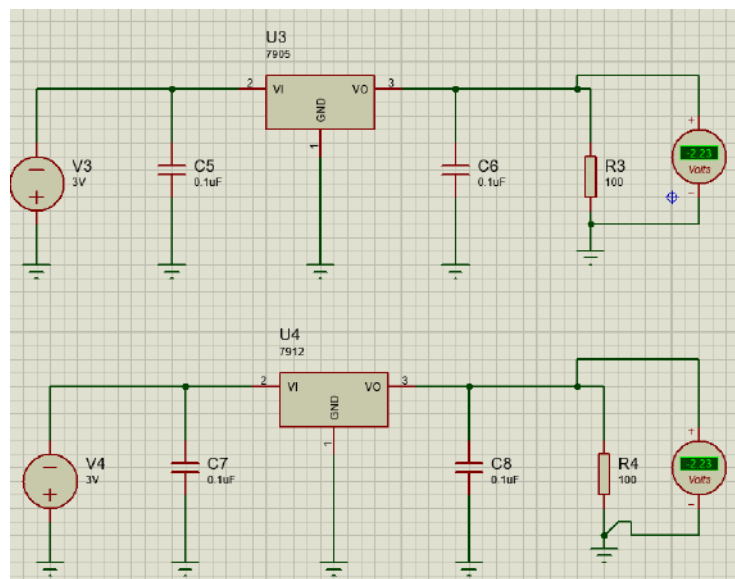 U3
7905
2 VI VO 3
GND
1
V3
3V
C5
0.1uF
C6
0.1uF
R3
100
+
-2.23
Volts
U4
7912
2 VI VO 3
GND
1
V4
3V
C7
0.1uF
C8
0.1uF
R4
100
+
-2.23
Volts